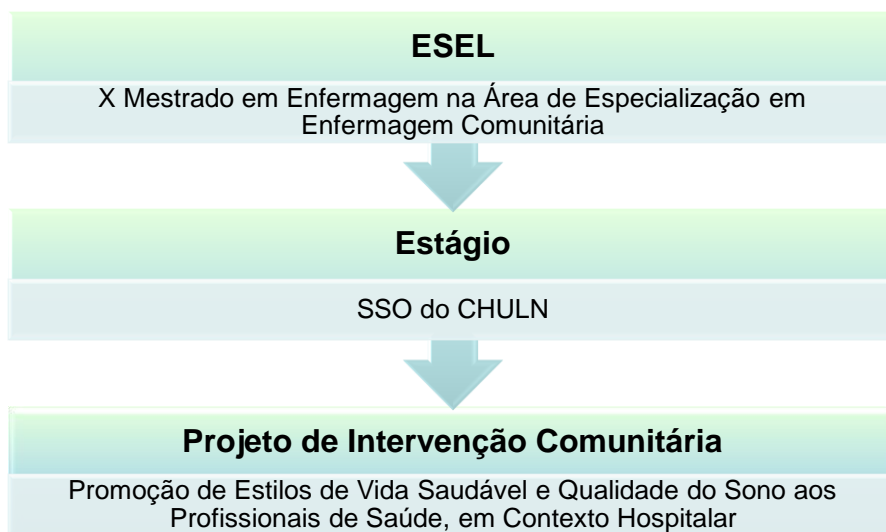 ESEL
X Mestrado em Enfermagem na Área de Especialização em
Enfermagem Comunitária
Estágio
SSO do CHULN
Projeto de Intervenção Comunitária
Promoção de Estilos de Vida Saudável e Qualidade do Sono aos
Profissionais de Saúde, em Contexto Hospitalar